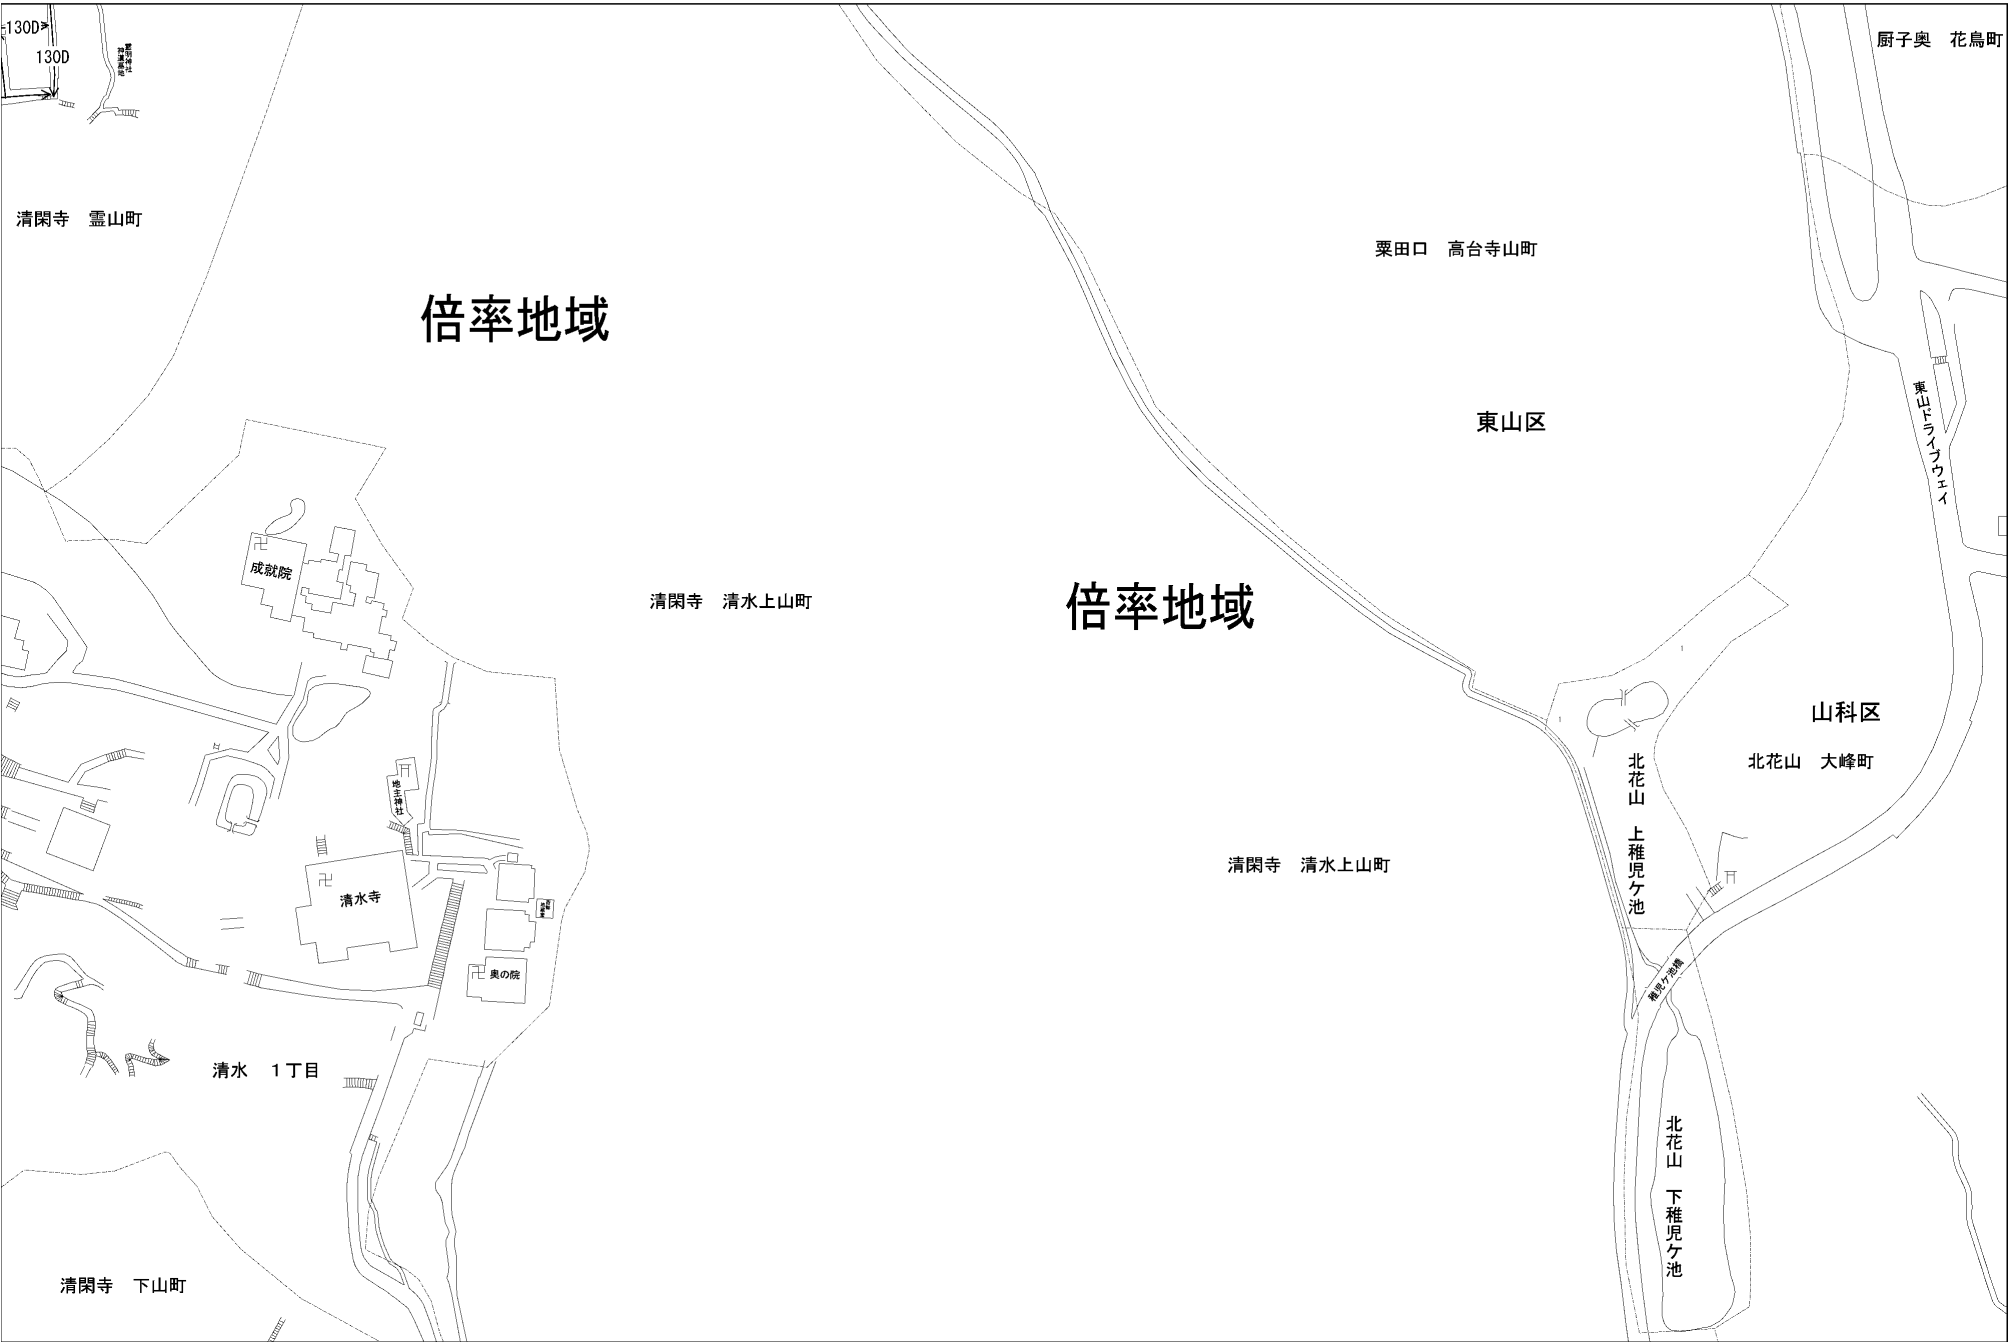 130D
130D
厨子奥　花鳥町
清閑寺　霊山町
粟田口　高台寺山町
倍率地域
東山区
東山ドライブウェイ
成就院
清閑寺　清水上山町
倍率地域
山科区
北花山　大峰町
地主神社
北花山　上稚児ケ池
清閑寺　清水上山町
清水寺
奥の院
稚児ケ池橋
清水　１丁目
北花山　下稚児ケ池
清閑寺　下山町